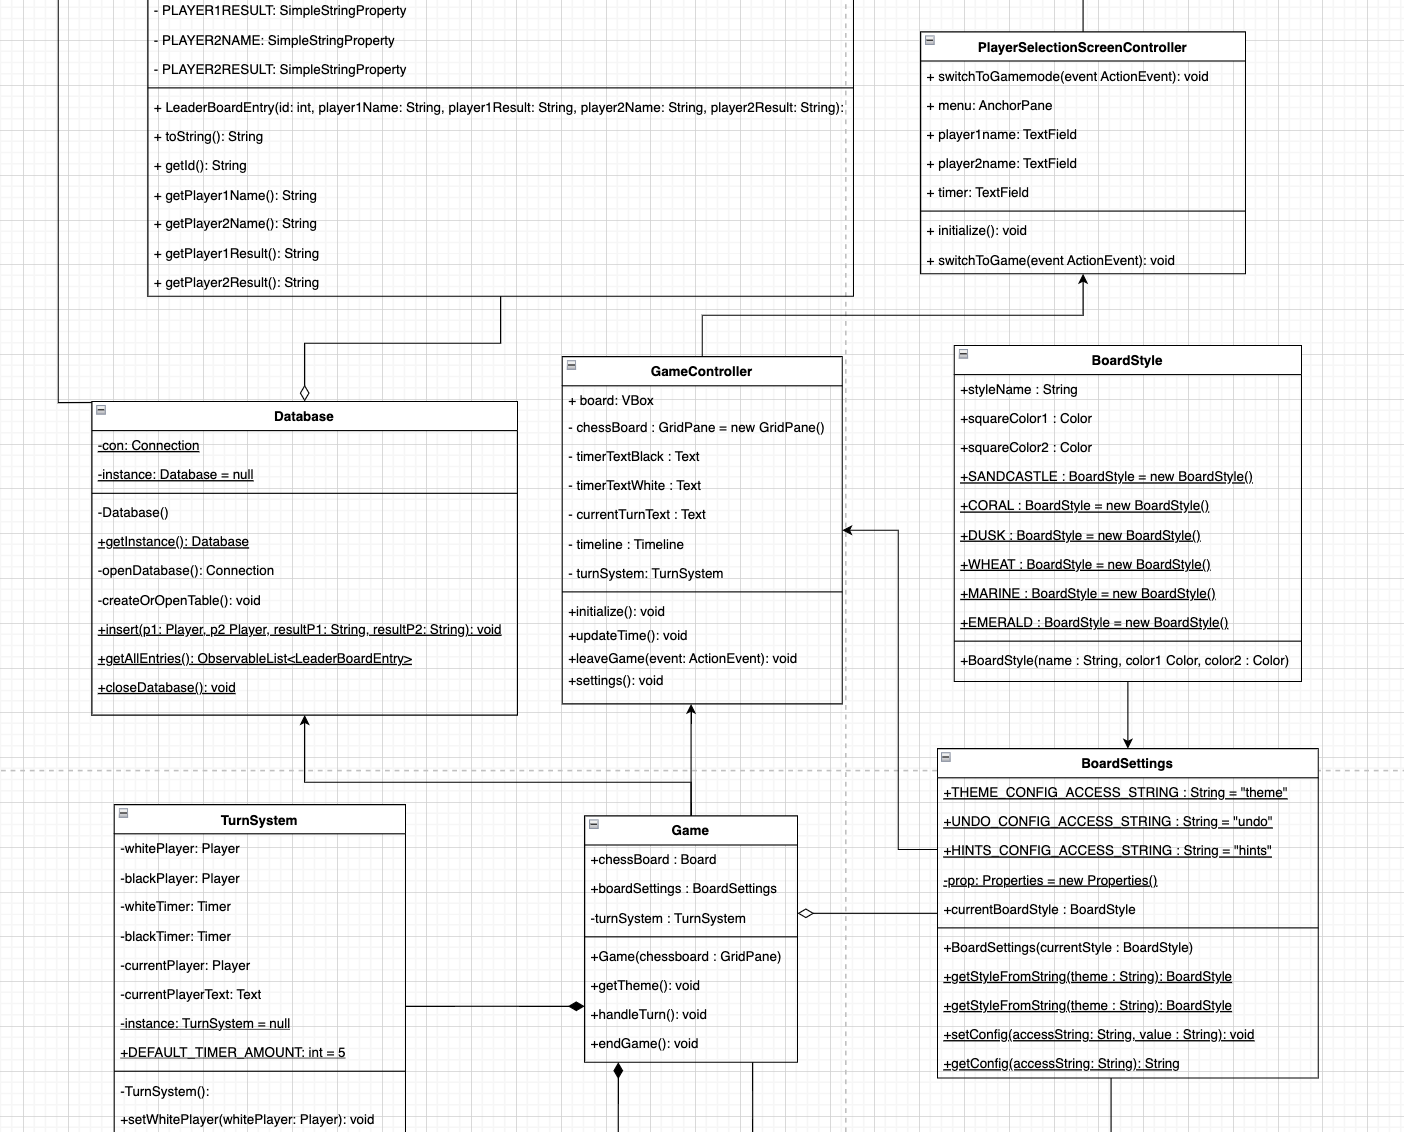 - PLAYER1RESULT: SimpleStringProperty
- PLAYER2NAME: SimpleStringProperty
- PLAYER2RESULT: SimpleStringProperty
+ LeaderBoardEntry(id: int, player1Name: String, player1Result: String, player2Name: String, player2Result: String):
+ toString(): String
+ getId(): String
+ getPlayer1Name(): String
+ getPlayer2Name(): String
+ getPlayer1Result(): String
+ getPlayer2Result(): String
PlayerSelectionScreenController
+ switchToGamemode(event ActionEvent): void
+ menu: AnchorPane
+ player1name: TextField
+ player2name: TextField
+ timer: TextField
+ initialize(): void
+ switchToGame(event ActionEvent): void
Database
-con: Connection
-instance: Database = null
-Database()
+getInstance(): Database
-openDatabase(): Connection
-createOrOpenTable(): void
+insert(p1: Player, p2 Player, resultP1: String, resultP2: String): void
+getAllEntries(): ObservableList<LeaderBoardEntry>
+closeDatabase(): void
GameController
+ board: VBox
- chessBoard : GridPane = new GridPane()
- timerTextBlack : Text
- timerTextWhite : Text
- currentTurnText : Text
- timeline : Timeline
- turnSystem: TurnSystem
+initialize(): void
+updateTime(): void
+leaveGame(event: ActionEvent): void
+settings(): void
BoardStyle
+styleName : String
+squareColor1 : Color
+squareColor2 : Color
+SANDCASTLE : BoardStyle = new BoardStyle()
+CORAL : BoardStyle = new BoardStyle()
+DUSK : BoardStyle = new BoardStyle()
+WHEAT : BoardStyle = new BoardStyle()
+MARINE : BoardStyle = new BoardStyle()
+EMERALD : BoardStyle = new BoardStyle()
+BoardStyle(name : String, color1 Color, color2 : Color)
TurnSystem
-whitePlayer: Player
-blackPlayer: Player
-whiteTimer: Timer
-blackTimer: Timer
-currentPlayer: Player
-currentPlayerText: Text
-instance: TurnSystem = null
+DEFAULT_TIMER_AMOUNT: int = 5
-TurnSystem():
+setWhitePlayer(whitePlayer: Player): void
Game
+chessBoard : Board
+boardSettings : BoardSettings
-turnSystem : TurnSystem
+Game(chessboard : GridPane)
+getTheme(): void
+handleTurn(): void
+endGame(): void
BoardSettings
+THEME_CONFIG_ACCESS_STRING : String = "theme"
+UNDO_CONFIG_ACCESS_STRING : String = "undo"
+HINTS_CONFIG_ACCESS_STRING : String = "hints"
-prop: Properties = new Properties()
+currentBoardStyle : BoardStyle
+BoardSettings(currentStyle : BoardStyle)
+getStyleFromString(theme : String): BoardStyle
+getStyleFromString(theme : String): BoardStyle
+setConfig(accessString: String, value : String): void
+getConfig(accessString: String): String